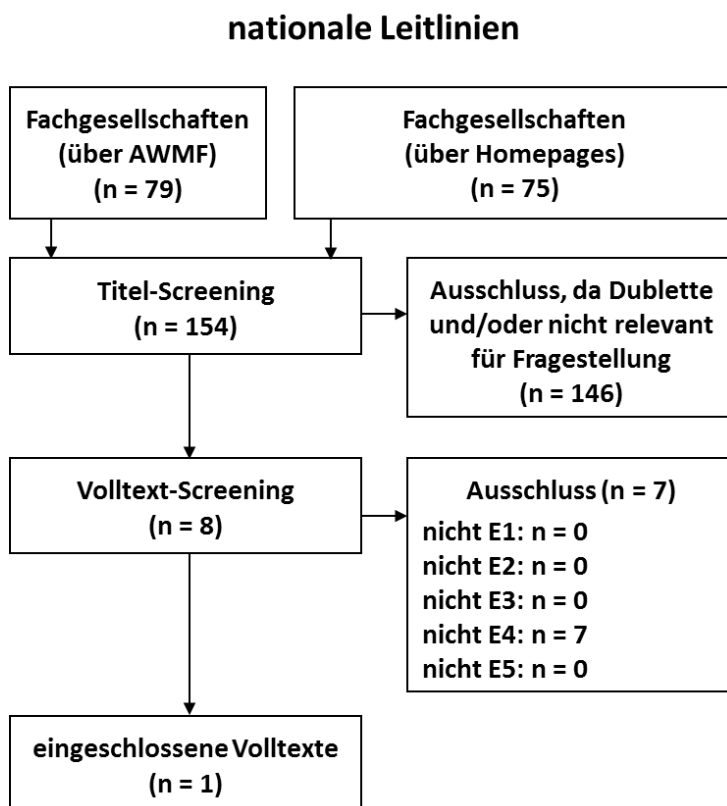 nationale Leitlinien
Fachgesellschaften
(über AWMF)
(n = 79)
Fachgesellschaften
(über Homepages)
(n = 75)
Titel-Screening
(n = 154)
Ausschluss, da Dublette
und/oder nicht relevant
für Fragestellung
(n = 146)
Volltext-Screening
(n = 8)
Ausschluss (n = 7)
nicht E1: n = 0
nicht E2: n = 0
nicht E3: n = 0
nicht E4: n = 7
nicht E5: n = 0
eingeschlossene Volltexte
(n = 1)